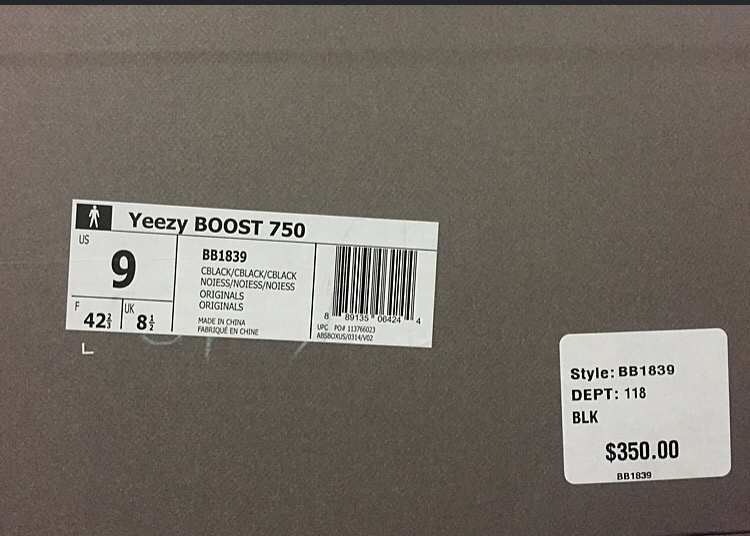 Yeezy BOOST 750
US
9
F
42⅔
UK
8½
BB1839
CBLACK/CBLACK/CBLACK
NOIESS/NOIESS/NOIESS
ORIGINALS
ORIGINALS
MADE IN CHINA
FABRIQUÉ EN CHINE
8 89135 06424 4
UPC PO# 113766023
ABSBOXUS/0314/V02
L
Style: BB1839
DEPT: 118
BLK
$350.00
BB1839